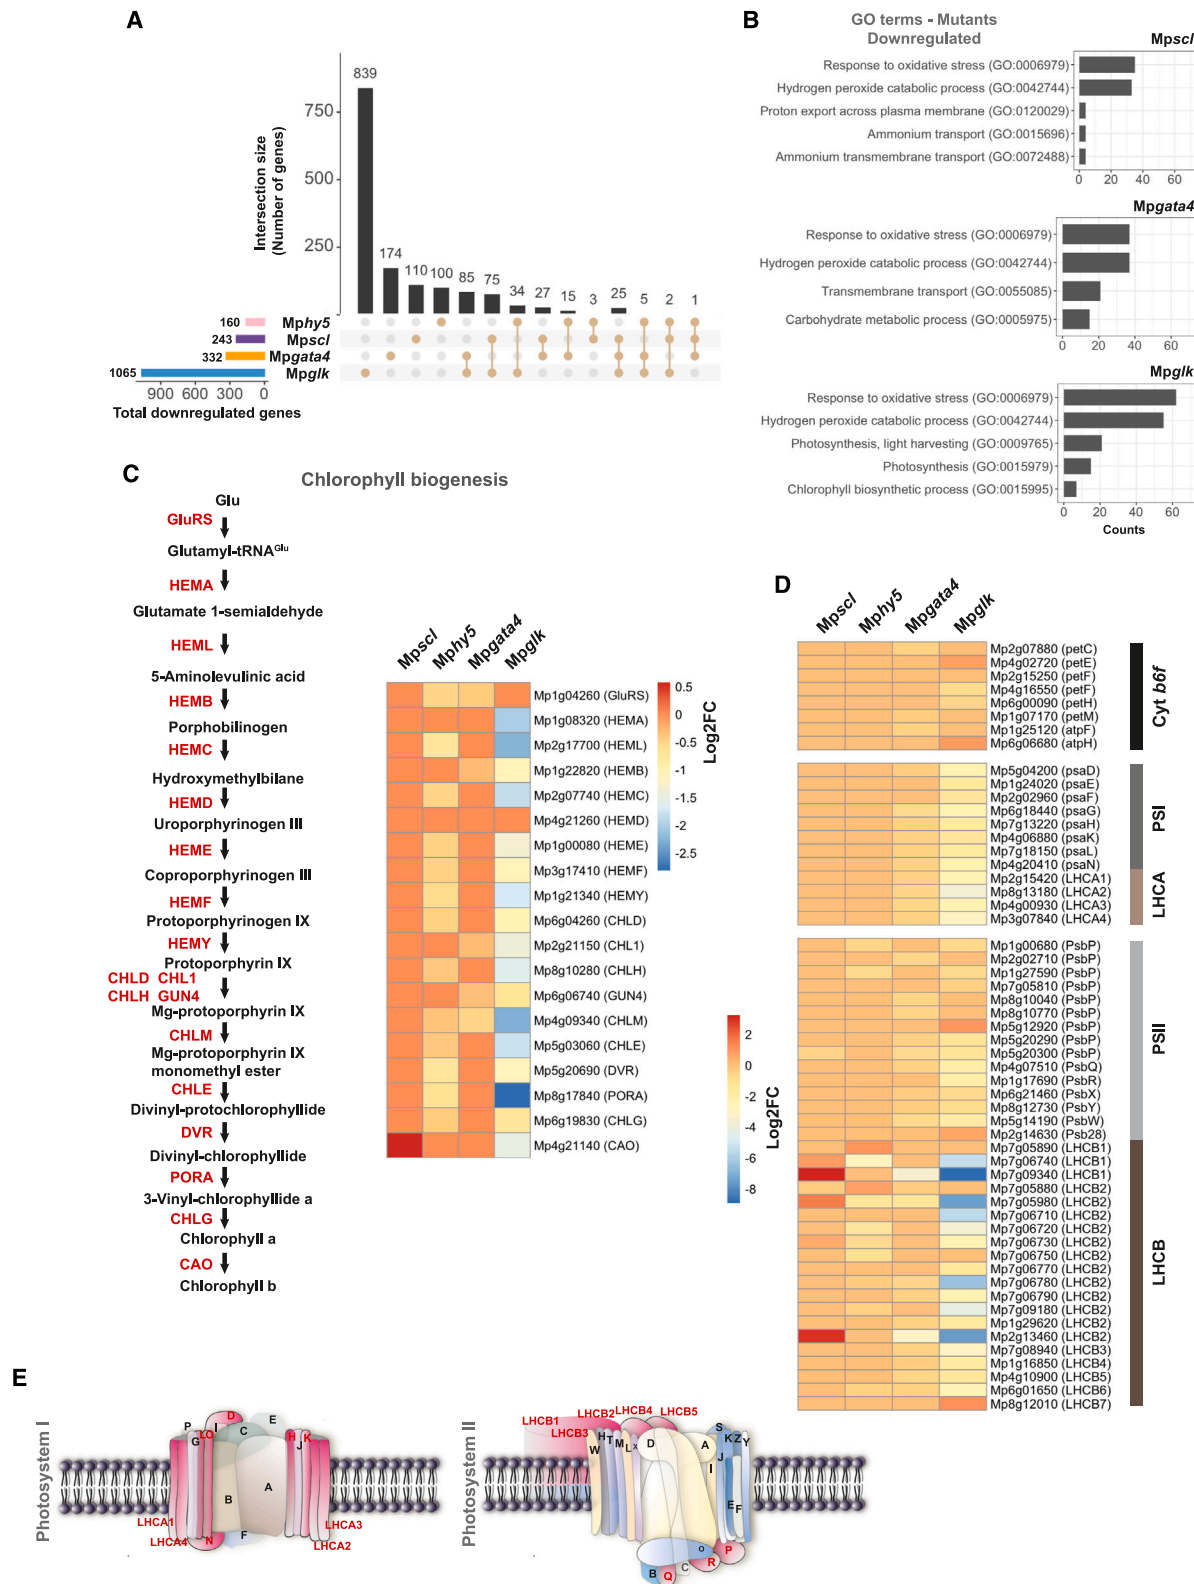 A
Intersection size
(Number of genes)
750
500
250
839
174
110
100
85
75
34
27
15
3
25
5
2
1
160
243
332
1065
Mphy5
Mpscl
Mpgata4
Mpglk
900 600 300 0
Total downregulated genes
B
GO terms - Mutants
Downregulated
Mpscl
Response to oxidative stress (GO:0006979)
Hydrogen peroxide catabolic process (GO:0042744)
Proton export across plasma membrane (GO:0120029)
Ammonium transport (GO:0015696)
Ammonium transmembrane transport (GO:0072488)
0 20 40 60
Mpgata4
Response to oxidative stress (GO:0006979)
Hydrogen peroxide catabolic process (GO:0042744)
Transmembrane transport (GO:0055085)
Carbohydrate metabolic process (GO:0005975)
0 20 40 60
Mpglk
Response to oxidative stress (GO:0006979)
Hydrogen peroxide catabolic process (GO:0042744)
Photosynthesis, light harvesting (GO:0009765)
Photosynthesis (GO:0015979)
Chlorophyll biosynthetic process (GO:0015995)
0 20 40 60
Counts
C
Chlorophyll biogenesis
Glu
GluRS
Glutamyl-tRNAGlu
HEMA
Glutamate 1-semialdehyde
HEML
5-Aminolevulinic acid
HEMB
Porphobilinogen
HEMC
Hydroxymethylbilane
HEMD
Uroporphyrinogen III
HEME
Coproporphyrinogen III
HEMF
Protoporphyrinogen IX
HEMY
Protoporphyrin IX
CHLD CHL1
CHLH GUN4
Mg-protoporphyrin IX
CHLM
Mg-protoporphyrin IX
monomethyl ester
CHLE
Divinyl-protochlorophyllide
DVR
Divinyl-chlorophyllide
PORA
3-Vinyl-chlorophyllide a
CHLG
Chlorophyll a
CAO
Chlorophyll b
Mpscl
Mphy5
Mpgata4
Mpglk
Mp1g04260 (GluRS)
Mp1g08320 (HEMA)
Mp2g17700 (HEML)
Mp1g22820 (HEMB)
Mp2g07740 (HEMC)
Mp4g21260 (HEMD)
Mp1g00080 (HEME)
Mp3g17410 (HEMF)
Mp1g21340 (HEMY)
Mp6g04260 (CHLD)
Mp2g21150 (CHL1)
Mp8g10280 (CHLH)
Mp6g06740 (GUN4)
Mp4g09340 (CHLM)
Mp5g03060 (CHLE)
Mp5g20690 (DVR)
Mp8g17840 (PORA)
Mp6g19830 (CHLG)
Mp4g21140 (CAO)
0.5
0
-0.5
-1
-1.5
-2
-2.5
Log2FC
D
Mpscl
Mphy5
Mpgata4
Mpglk
Mp2g07880 (petC)
Mp4g02720 (petE)
Mp2g15250 (petF)
Mp4g16550 (petF)
Mp6g00090 (petH)
Mp1g07170 (petM)
Mp1g25120 (atpF)
Mp6g06680 (atpH)
Cyt b6f
Mp5g04200 (psaD)
Mp1g24020 (psaE)
Mp2g02960 (psaF)
Mp6g18440 (psaG)
Mp7g13220 (psaH)
Mp4g06880 (psaK)
Mp7g18150 (psaL)
Mp4g20410 (psaN)
Mp2g15420 (LHCA1)
Mp8g13180 (LHCA2)
Mp4g00930 (LHCA3)
Mp3g07840 (LHCA4)
PSI
LHCA
Mp1g00680 (PsbP)
Mp2g02710 (PsbP)
Mp1g27590 (PsbP)
Mp7g05810 (PsbP)
Mp8g10040 (PsbP)
Mp8g10770 (PsbP)
Mp5g12920 (PsbP)
Mp5g20290 (PsbP)
Mp5g20300 (PsbP)
Mp4g07510 (PsbQ)
Mp1g17690 (PsbR)
Mp6g21460 (PsbX)
Mp8g12730 (PsbY)
Mp5g14190 (PsbW)
Mp2g14630 (Psb28)
Mp7g05890 (LHCB1)
Mp7g06740 (LHCB1)
Mp7g09340 (LHCB1)
Mp7g05880 (LHCB2)
Mp7g05980 (LHCB2)
Mp7g06710 (LHCB2)
Mp7g06720 (LHCB2)
Mp7g06730 (LHCB2)
Mp7g06750 (LHCB2)
Mp7g06770 (LHCB2)
Mp7g06780 (LHCB2)
Mp7g06790 (LHCB2)
Mp7g09180 (LHCB2)
Mp1g29620 (LHCB2)
Mp2g13460 (LHCB2)
Mp7g08940 (LHCB3)
Mp1g16850 (LHCB4)
Mp4g10900 (LHCB5)
Mp6g01650 (LHCB6)
Mp8g12010 (LHCB7)
PSII
LHCB
2
0
-2
-4
-6
-8
Log2FC
E
Photosystem I
P
G
LO
I
D
C
E
H
J
K
B
A
F
N
LHCA1
LHCA4
LHCA3
LHCA2
Photosystem II
LHCB1
LHCB2
LHCB4
LHCB5
LHCB3
W
H
T
M
L
X
D
A
I
S
K
Z
Y
J
E
F
O
B
Q
C
R
P